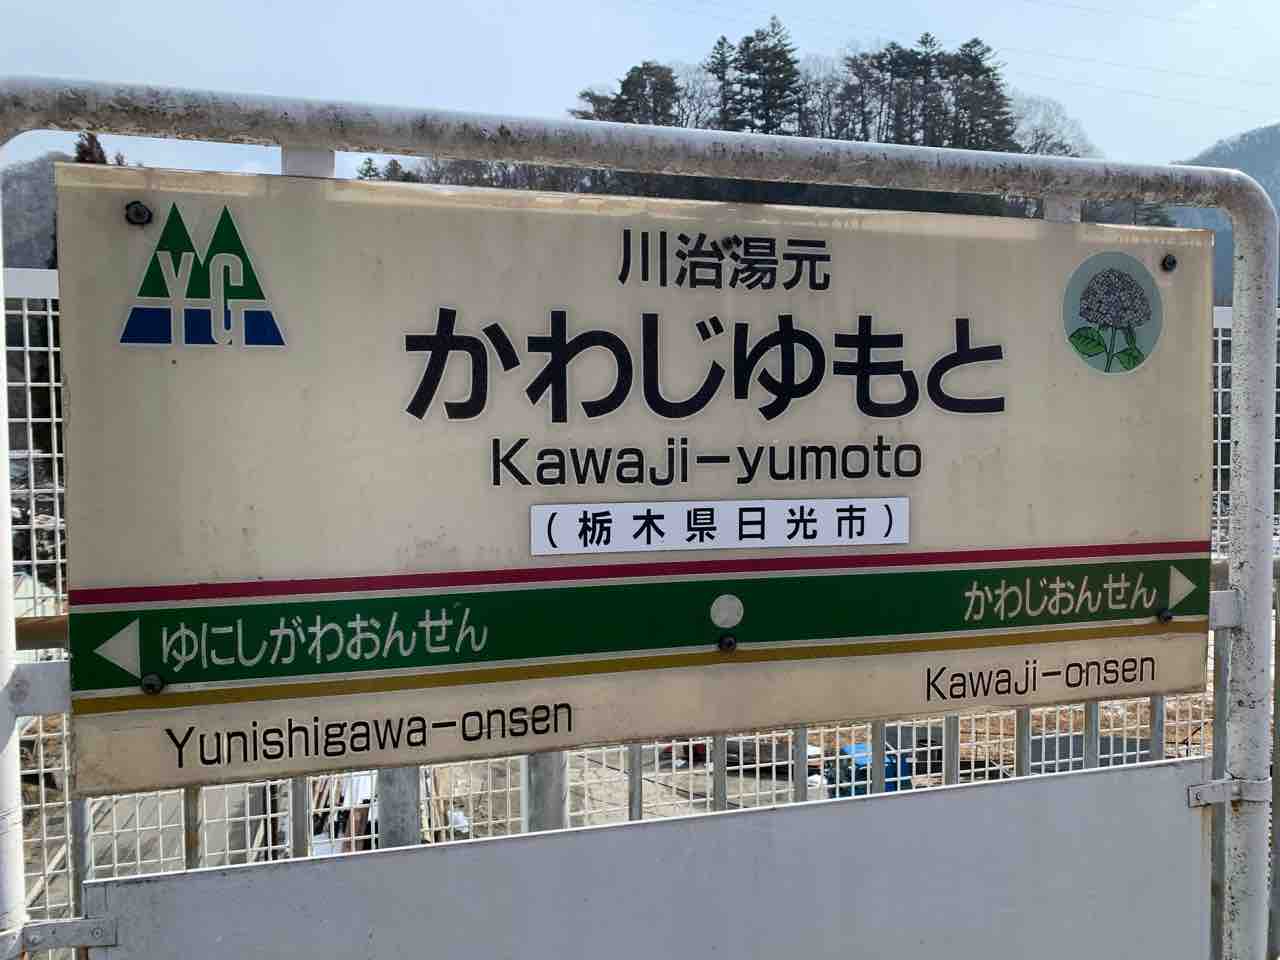 YG
川治湯元
かわじゆもと
Kawaji-yumoto
(栃木県日光市)
ゆにしがわおんせん
かわじおんせん
Yunishigawa-onsen
Kawaji-onsen